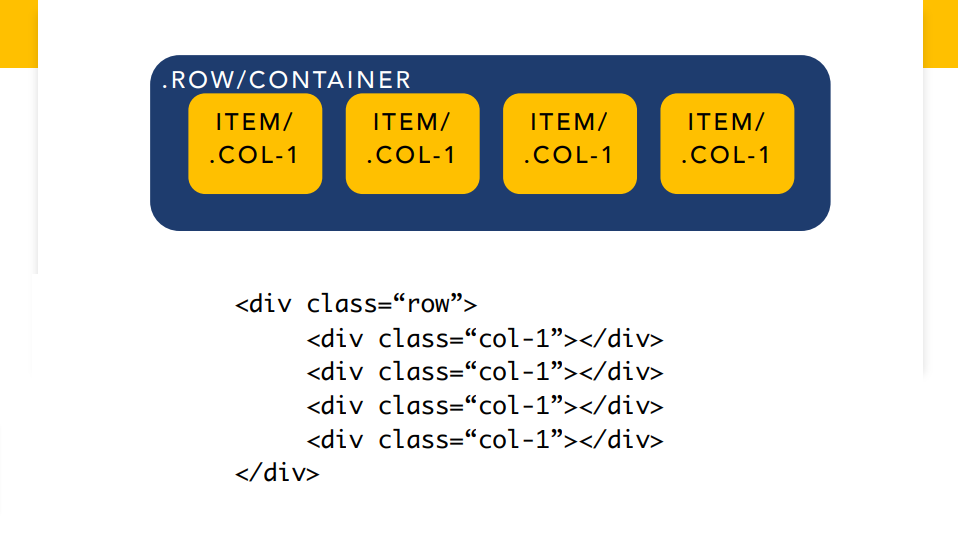 .ROW/CONTAINER
ITEM/ ITEM/ ITEM/ ITEM/
.COL-1 .COL-1 .COL-1 .COL-1
<div class=“row”>
<div class=“col-1”></div>
<div class=“col-1”></div>
<div class=“col-1”></div>
<div class=“col-1”></div>
</div>